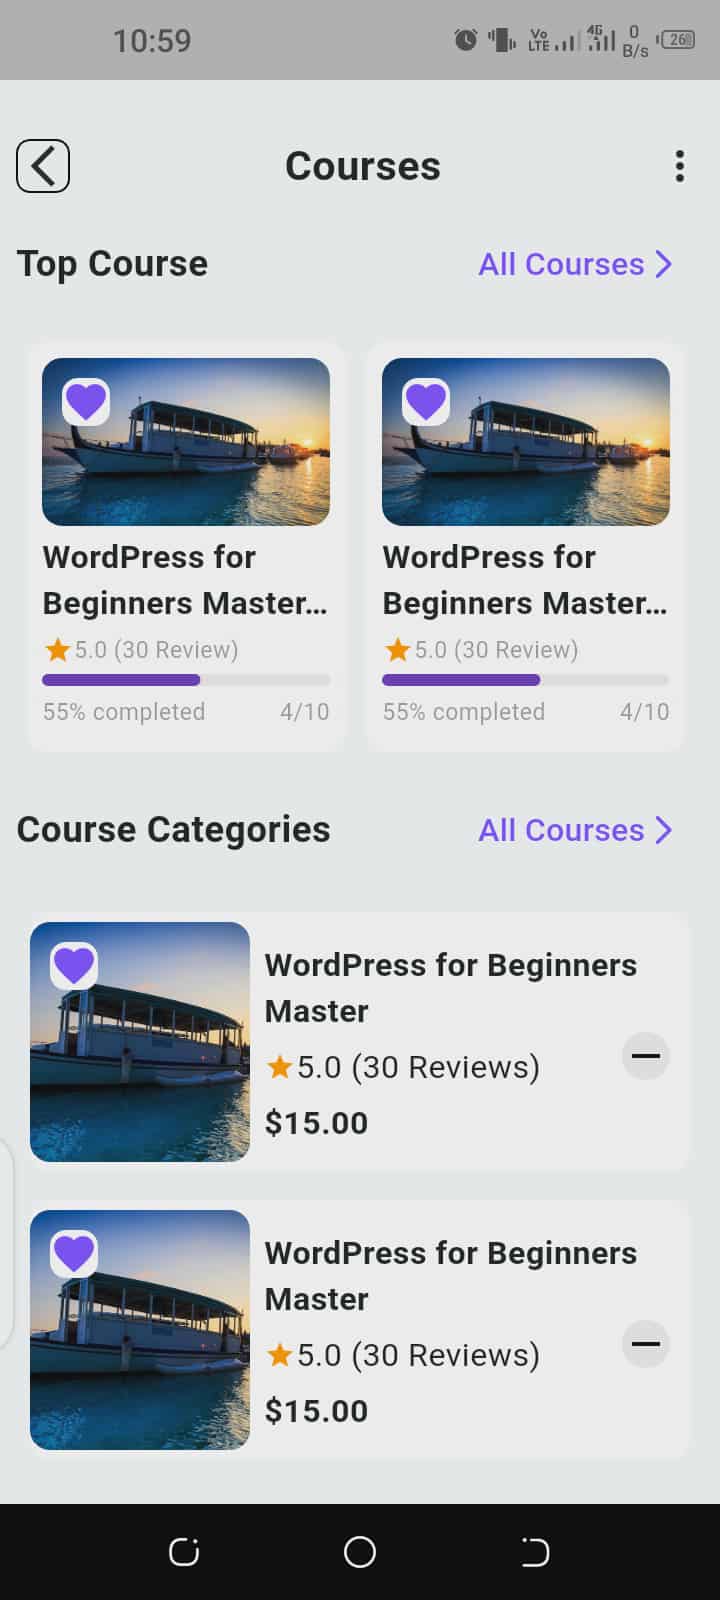 10:59
Vo
LTE
4G
0
B/s
26
Courses
Top Course
All Courses
WordPress for
Beginners Master...
5.0 (30 Review)
55% completed
4/10
WordPress for
Beginners Master...
5.0 (30 Review)
55% completed
4/10
Course Categories
All Courses
WordPress for Beginners
Master
5.0 (30 Reviews)
$15.00
WordPress for Beginners
Master
5.0 (30 Reviews)
$15.00